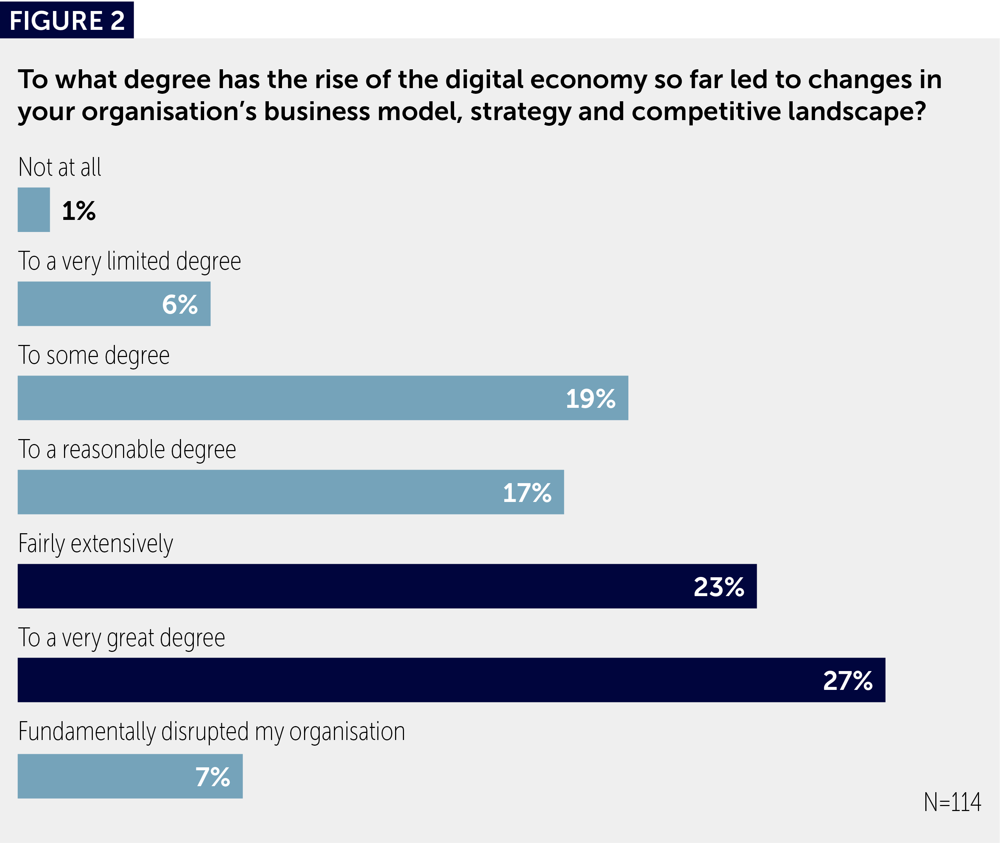 FIGURE 2
To what degree has the rise of the digital economy so far led to changes in
your organisation’s business model, strategy and competitive landscape?
Not at all
1%
To a very limited degree
6%
To some degree
19%
To a reasonable degree
17%
Fairly extensively
23%
To a very great degree
27%
Fundamentally disrupted my organisation
7%
N=114